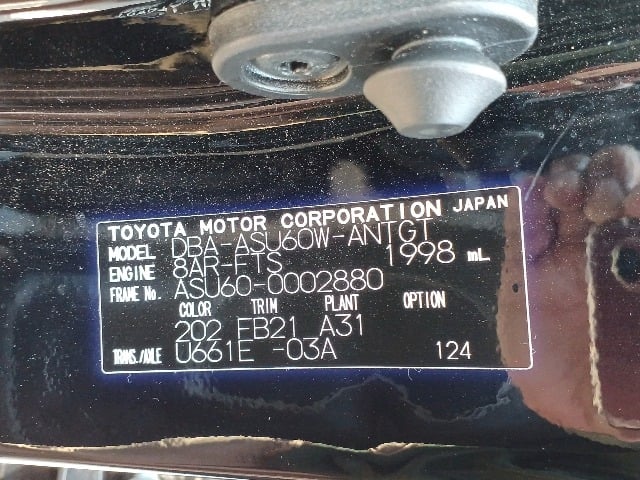 TOYOTA MOTOR CORPORATION JAPAN
MODEL DBA-ASU60W-ANTGT
ENGINE 8AR-FTS 1998 mL
FRAME No. ASU60-0002880
COLOR TRIM PLANT OPTION
202 FB21 A31
TRANS./AXLE U661E -03A 124